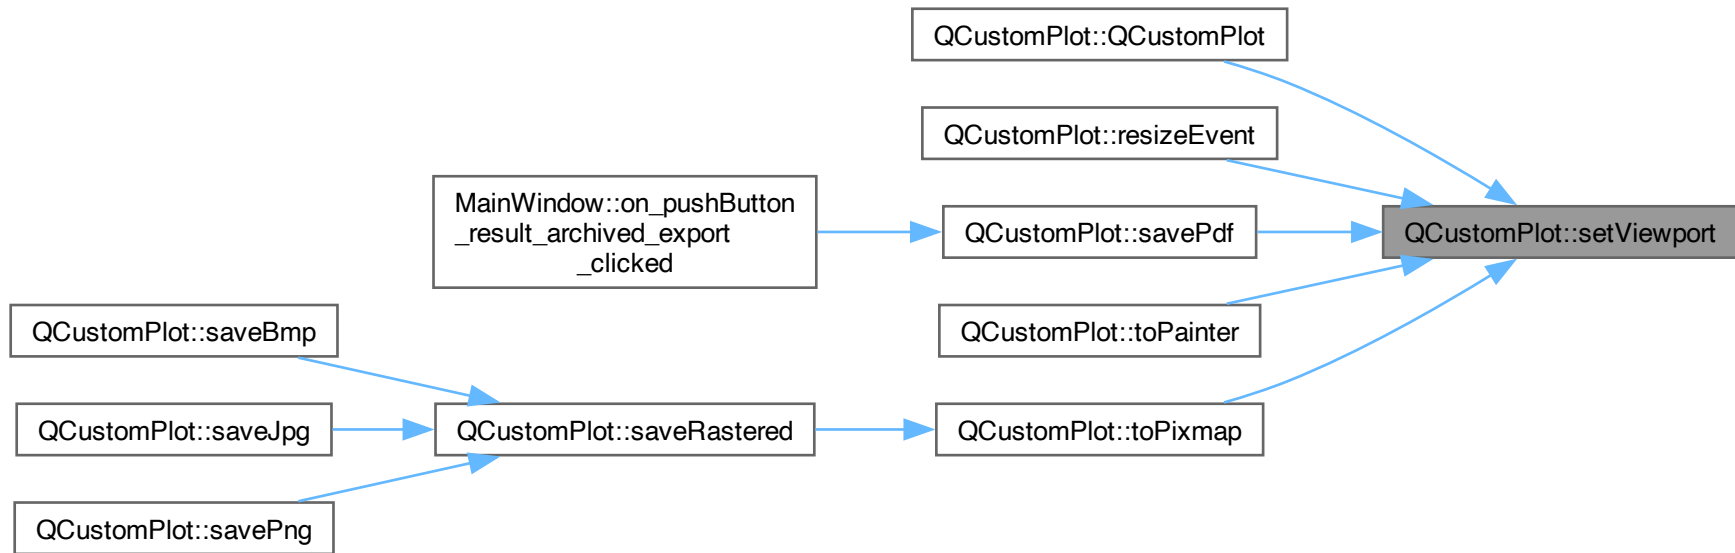 QCustomPlot::QCustomPlot
QCustomPlot::resizeEvent
MainWindow::on_pushButton
_result_archived_export
_clicked
QCustomPlot::savePdf
QCustomPlot::setViewport
QCustomPlot::toPainter
QCustomPlot::saveBmp
QCustomPlot::saveJpg
QCustomPlot::saveRastered
QCustomPlot::toPixmap
QCustomPlot::savePng